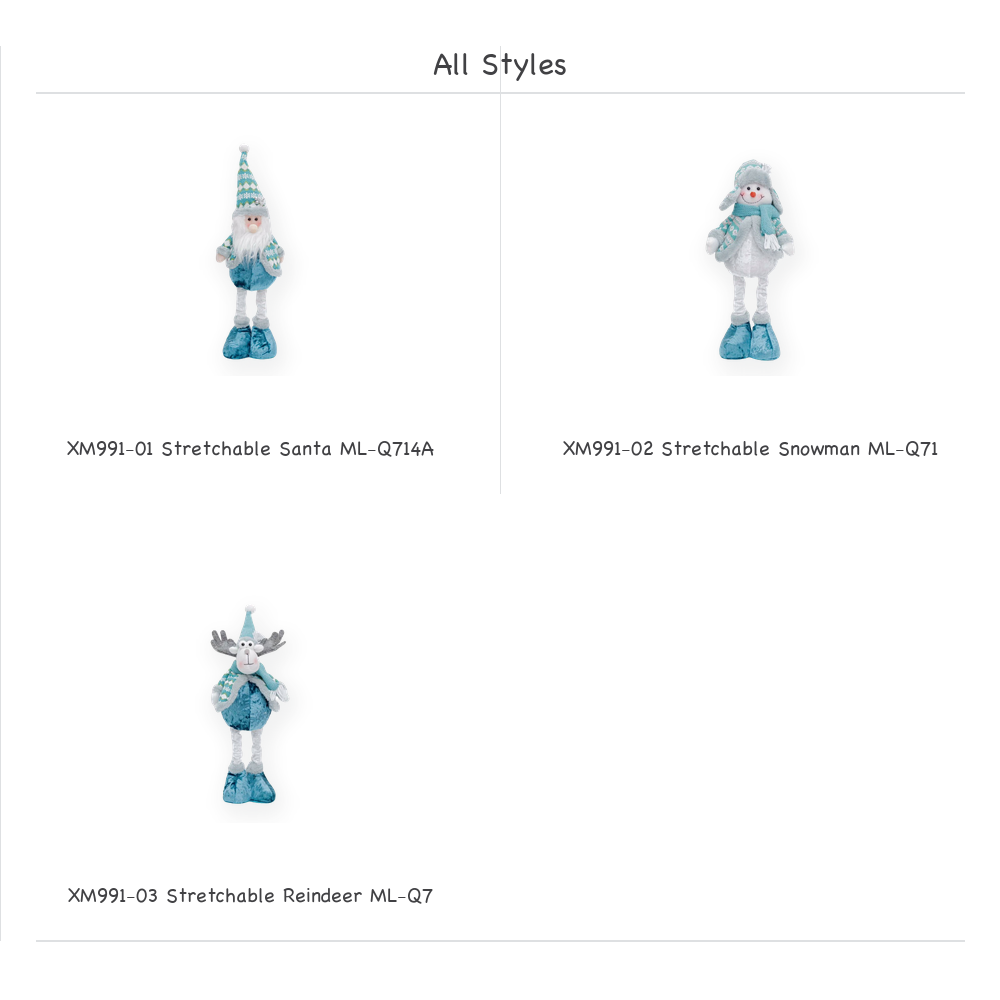 All Styles
XM991-01 Stretchable Santa ML-Q714A
XM991-02 Stretchable Snowman ML-Q71
XM991-03 Stretchable Reindeer ML-Q7